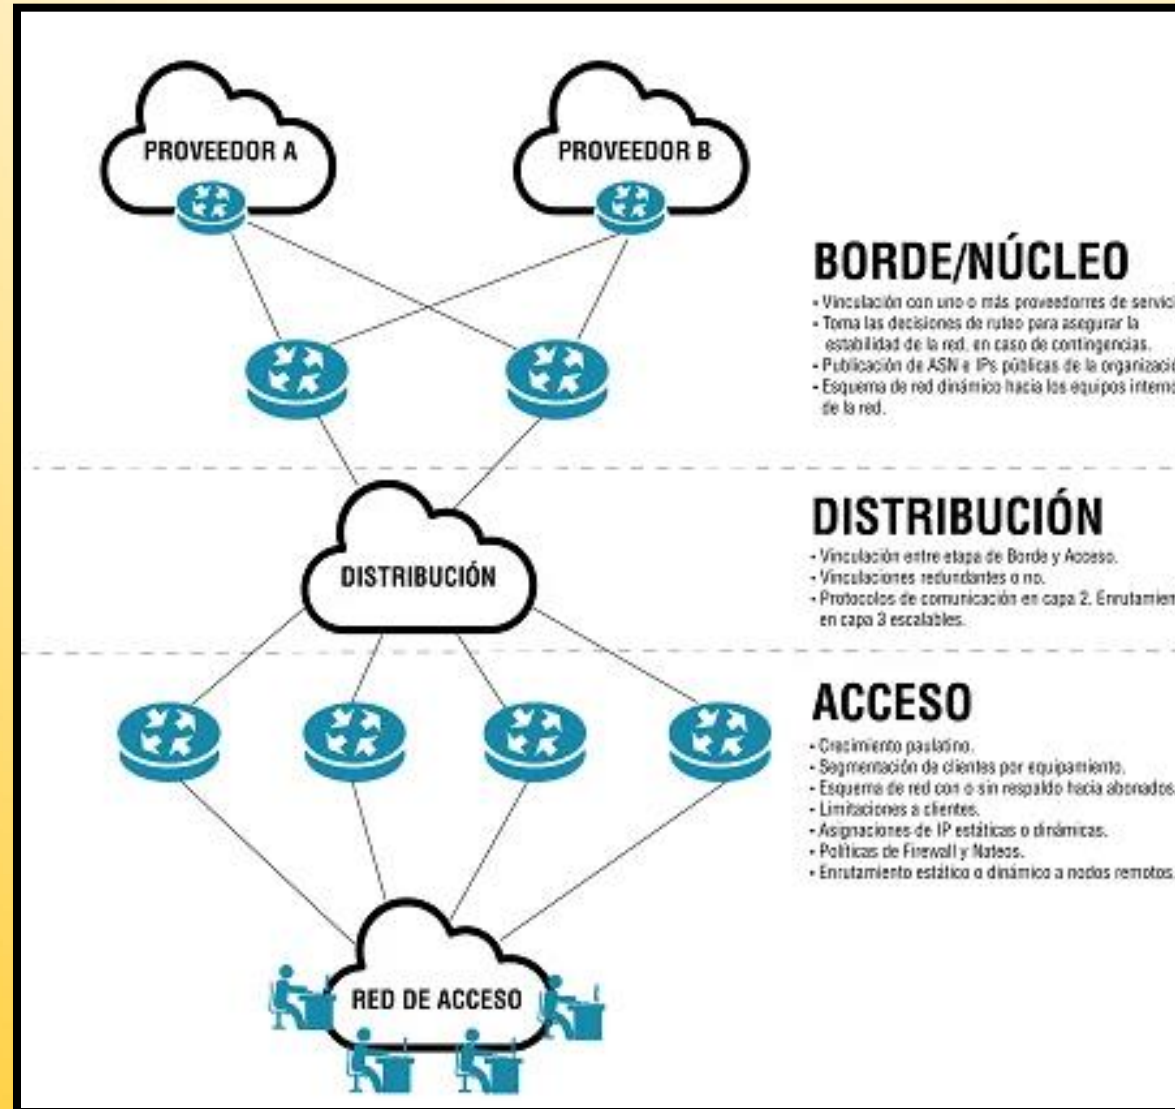 PROVEEDOR A
PROVEEDOR B
BORDE/NÚCLEO
- Vinculación con uno o más proveedorres de servici
- Toma las decisiones de ruteo para asegurar la
estabilidad de la red, en caso de contingencias.
- Publicación de ASN e IPs públicas de la organizació
- Esquema de red dinámico hacia los equipos interno
de la red.
DISTRIBUCIÓN
DISTRIBUCIÓN
- Vinculación entre etapa de Borde y Acceso.
- Vinculaciones redundantes o no.
- Protocolos de comunicación en capa 2. Enrutamien
en capa 3 escalables.
ACCESO
- Crecimiento paulatino.
- Segmentación de clientes por equipamiento.
- Esquema de red con o sin respaldo hacia abonados.
- Limitaciones a clientes.
- Asignaciones de IP estáticas o dinámicas.
- Políticas de Firewall y Nateos.
- Enrutamiento estático o dinámico a nodos remotos.
RED DE ACCESO